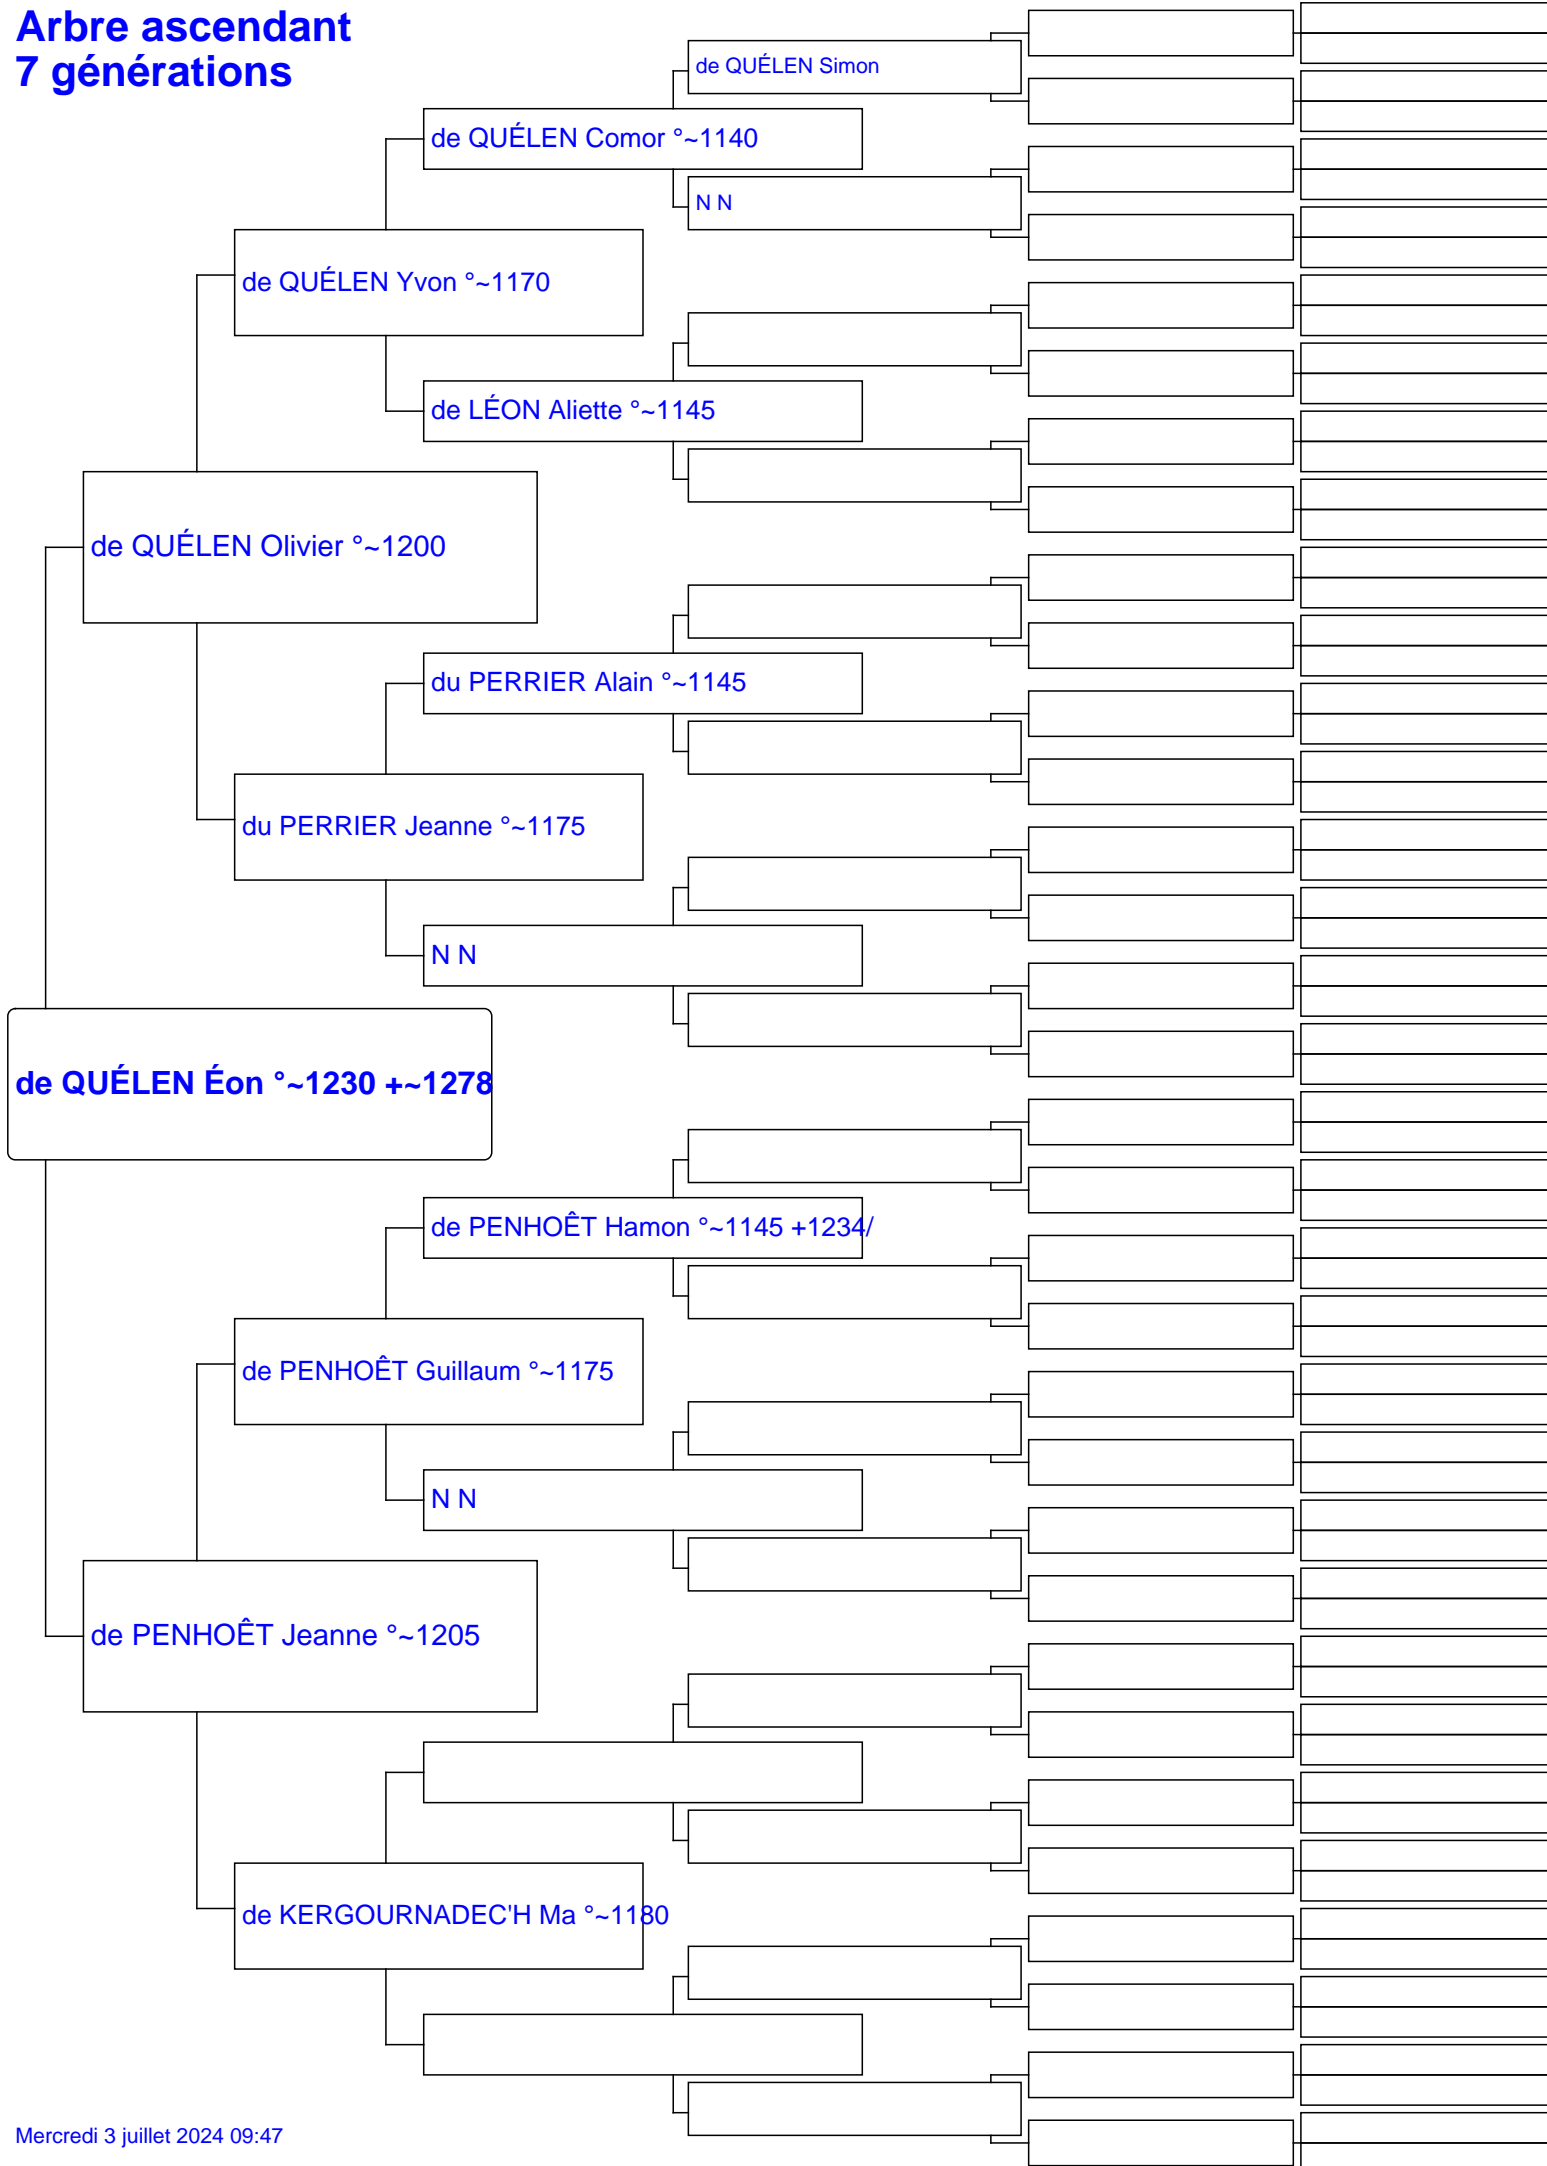 Arbre ascendant
7 générations
de QUÉLEN Simon
de QUÉLEN Comor °~1140
N N
de QUÉLEN Yvon °~1170
de LÉON Aliette °~1145
de QUÉLEN Olivier °~1200
du PERRIER Alain °~1145
du PERRIER Jeanne °~1175
N N
de QUÉLEN Éon °~1230 +~1278
de PENHOÊT Hamon °~1145 +1234/
de PENHOÊT Guillaum °~1175
N N
de PENHOÊT Jeanne °~1205
de KERGOURNADEC'H Ma °~1180
Mercredi 3 juillet 2024 09:47